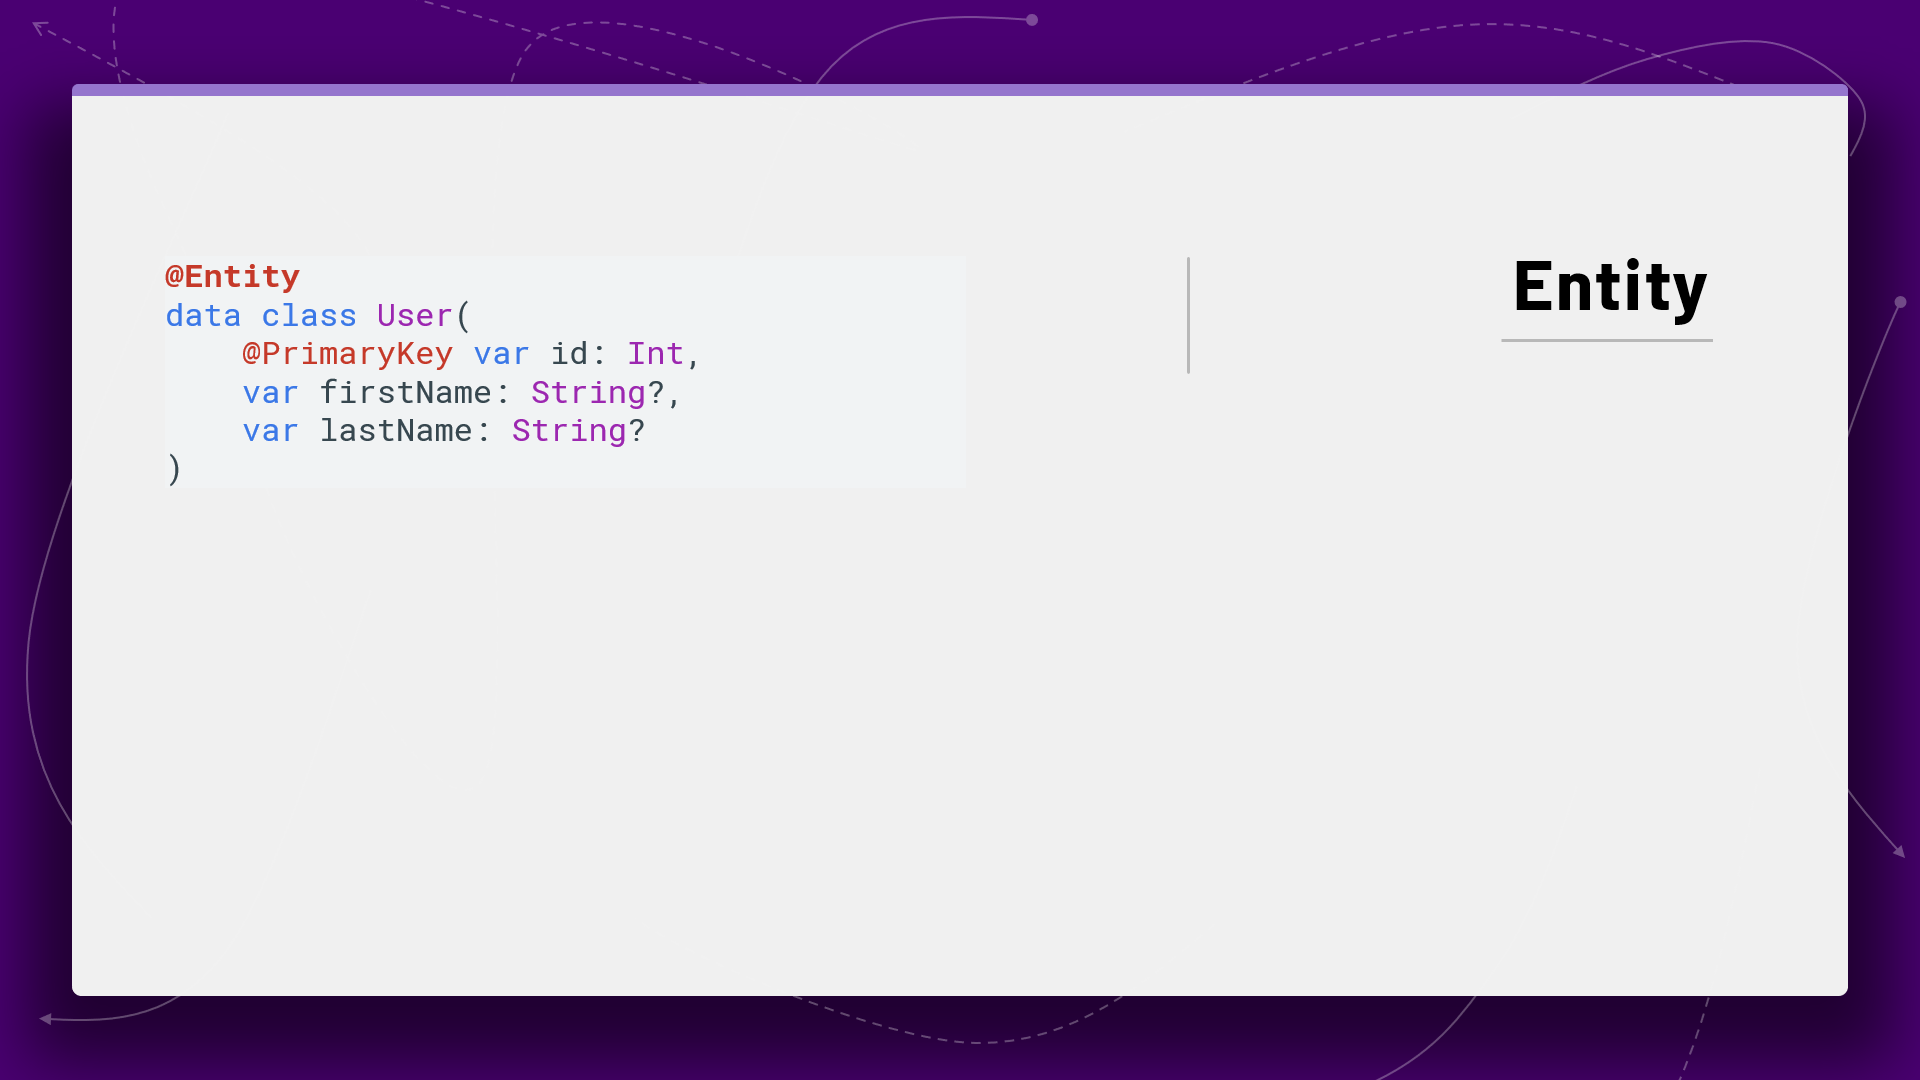 @Entity
data class User(
    @PrimaryKey var id: Int,
    var firstName: String?,
    var lastName: String?
)
Entity